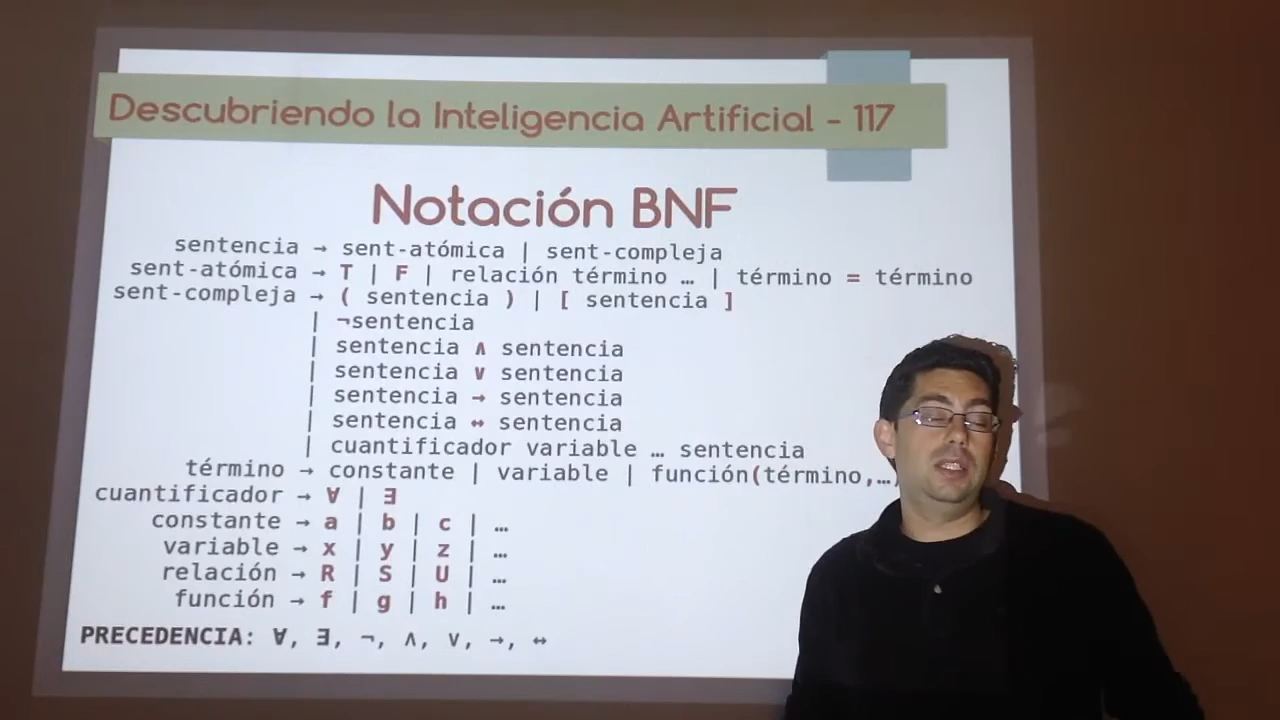 Descubriendo la Inteligencia Artificial - 117
Notación BNF
sentencia → sent-atómica | sent-compleja
sent-atómica → T | F | relación término … | término = término
sent-compleja → ( sentencia ) | [ sentencia ]
| ¬sentencia
| sentencia ∧ sentencia
| sentencia ∨ sentencia
| sentencia → sentencia
| sentencia ↔ sentencia
| cuantificador variable … sentencia
término → constante | variable | función(término,…)
cuantificador → ∀ | ∃
constante → a | b | c | …
variable → x | y | z | …
relación → R | S | U | …
función → f | g | h | …
PRECEDENCIA: ∀, ∃, ¬, ∧, ∨, →, ↔